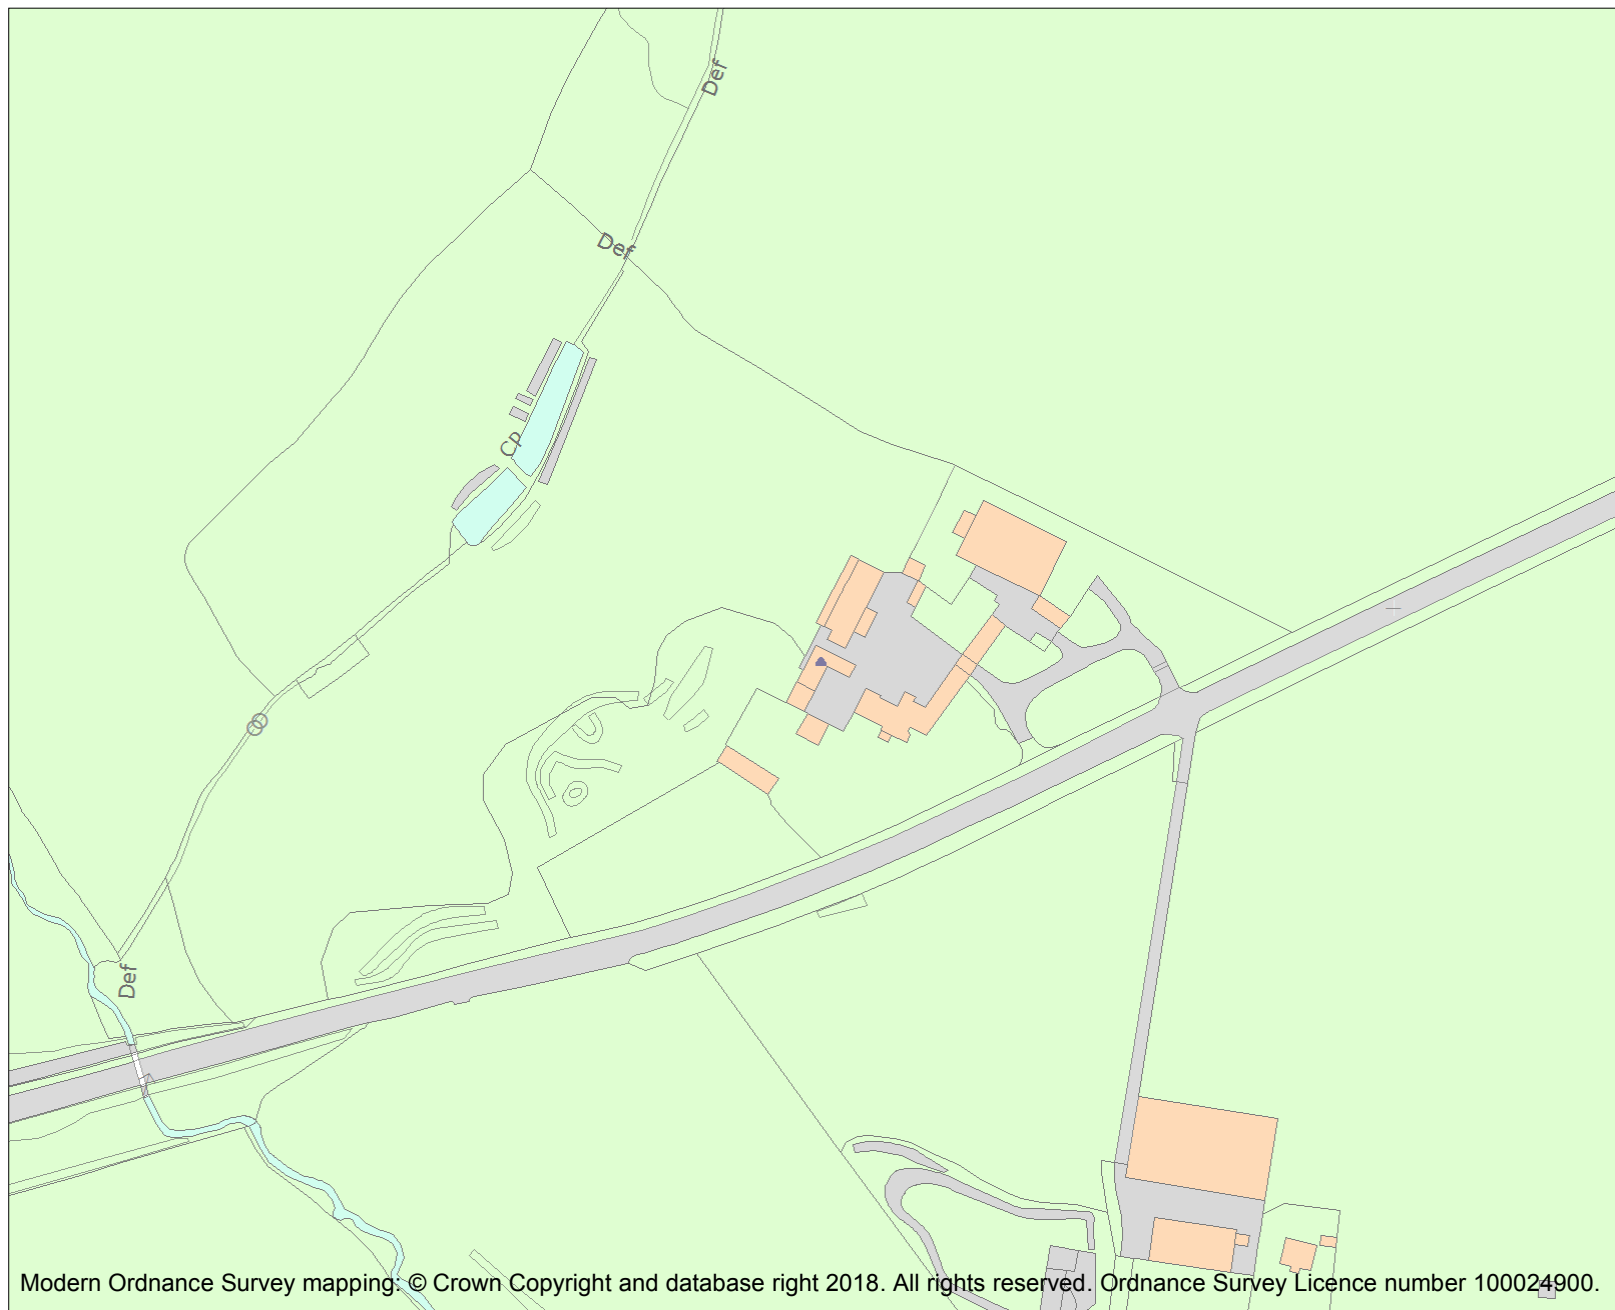 Def
Def
CP
Def
Modern Ordnance Survey mapping: © Crown Copyright and database right 2018. All rights reserved. Ordnance Survey Licence number 100024900.